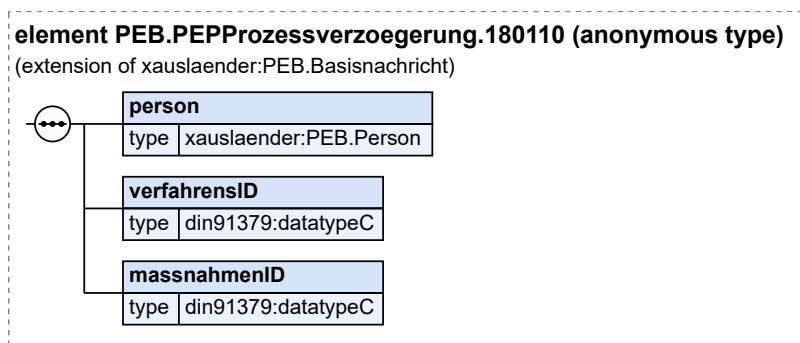 element PEB.PEPProzessverzoegerung.180110 (anonymous type)
(extension of xauslaender:PEB.Basisnachricht)
person
type xauslaender:PEB.Person
verfahrensID
type din91379:datatypeC
massnahmenID
type din91379:datatypeC